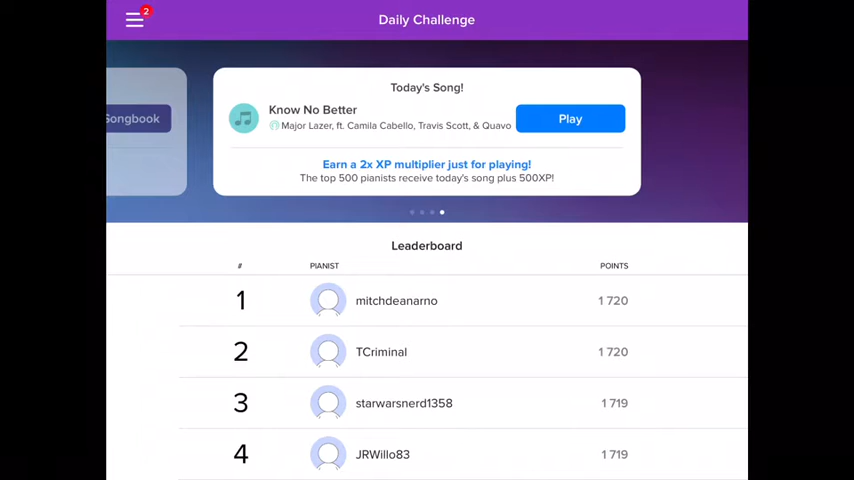 2
Daily Challenge
Songbook
Today's Song!
Know No Better
Major Lazer, ft. Camila Cabello, Travis Scott, & Quavo
Play
Earn a 2x XP multiplier just for playing!
The top 500 pianists receive today's song plus 500XP!
Leaderboard
# PIANIST POINTS
1 mitchdeanarno 1 720
2 TCriminal 1 720
3 starwarsnerd1358 1 719
4 JRWillo83 1 719